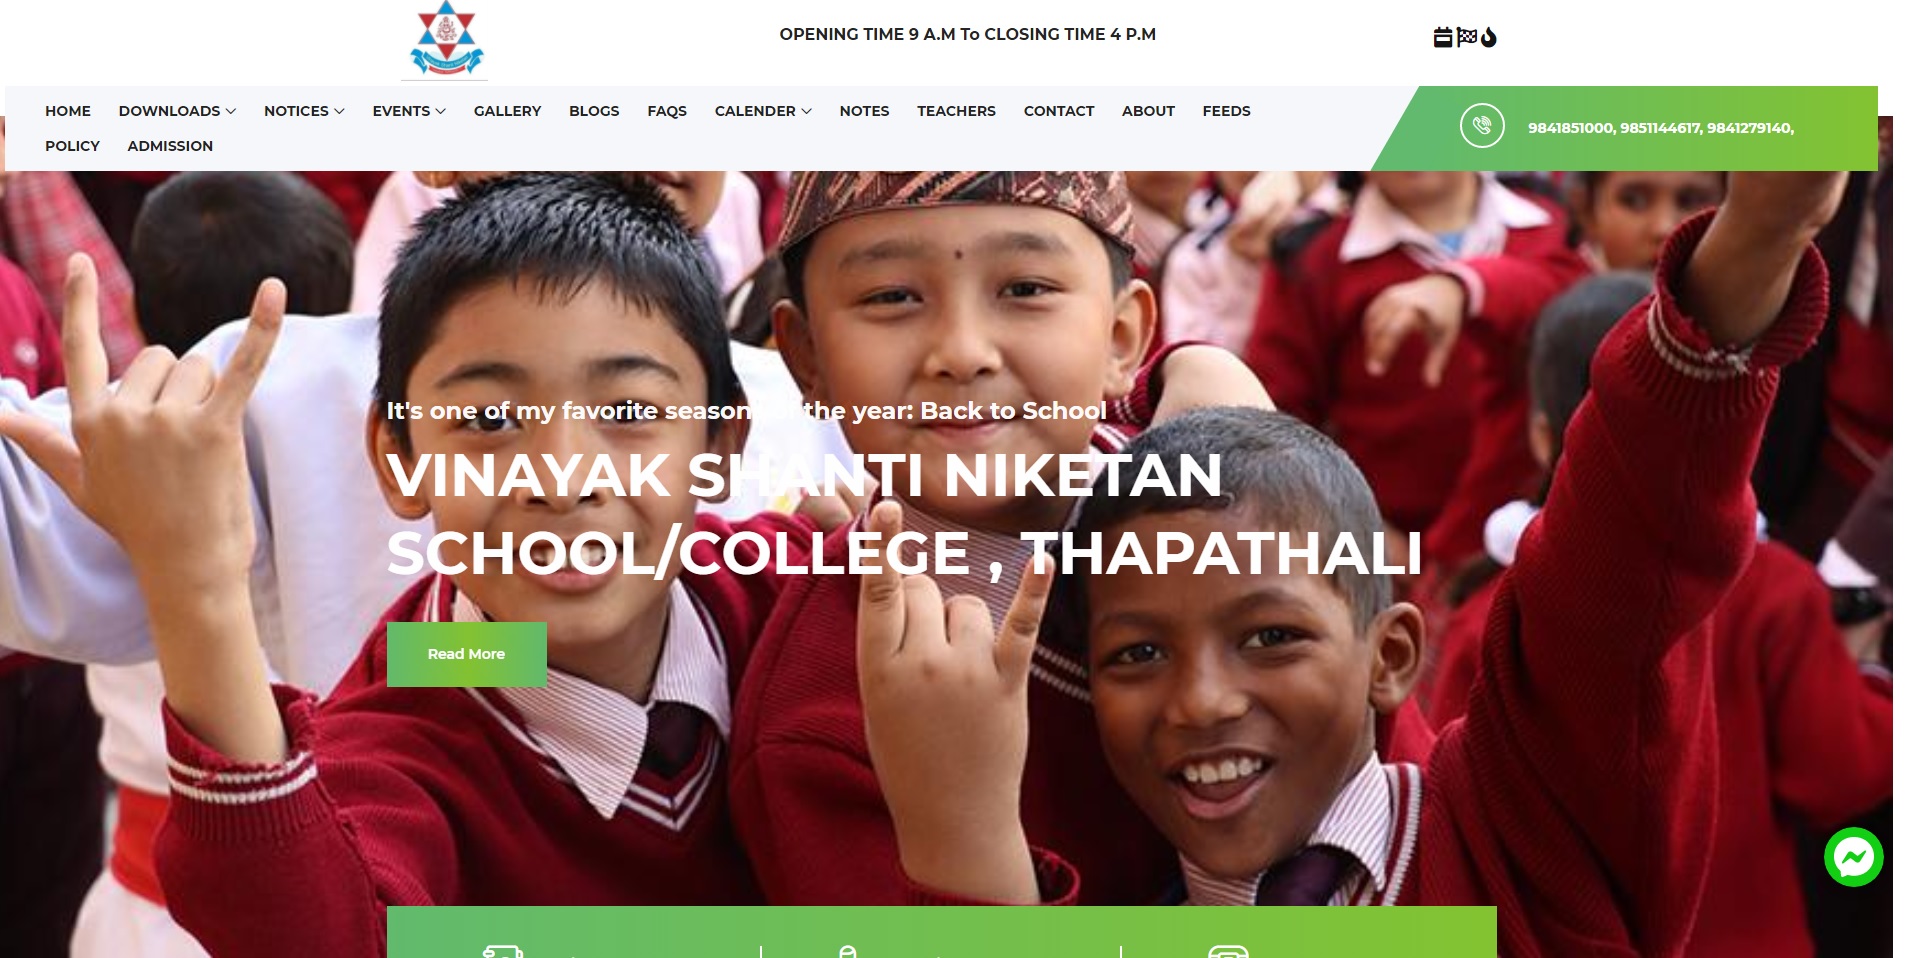 OPENING TIME 9 A.M To CLOSING TIME 4 P.M
HOME DOWNLOADS NOTICES EVENTS GALLERY BLOGS FAQS CALENDER NOTES TEACHERS CONTACT ABOUT FEEDS
POLICY ADMISSION
9841851000, 9851144617, 9841279140,
It's one of my favorite seasons of the year: Back to School
VINAYAK SHANTI NIKETAN
SCHOOL/COLLEGE , THAPATHALI
Read More